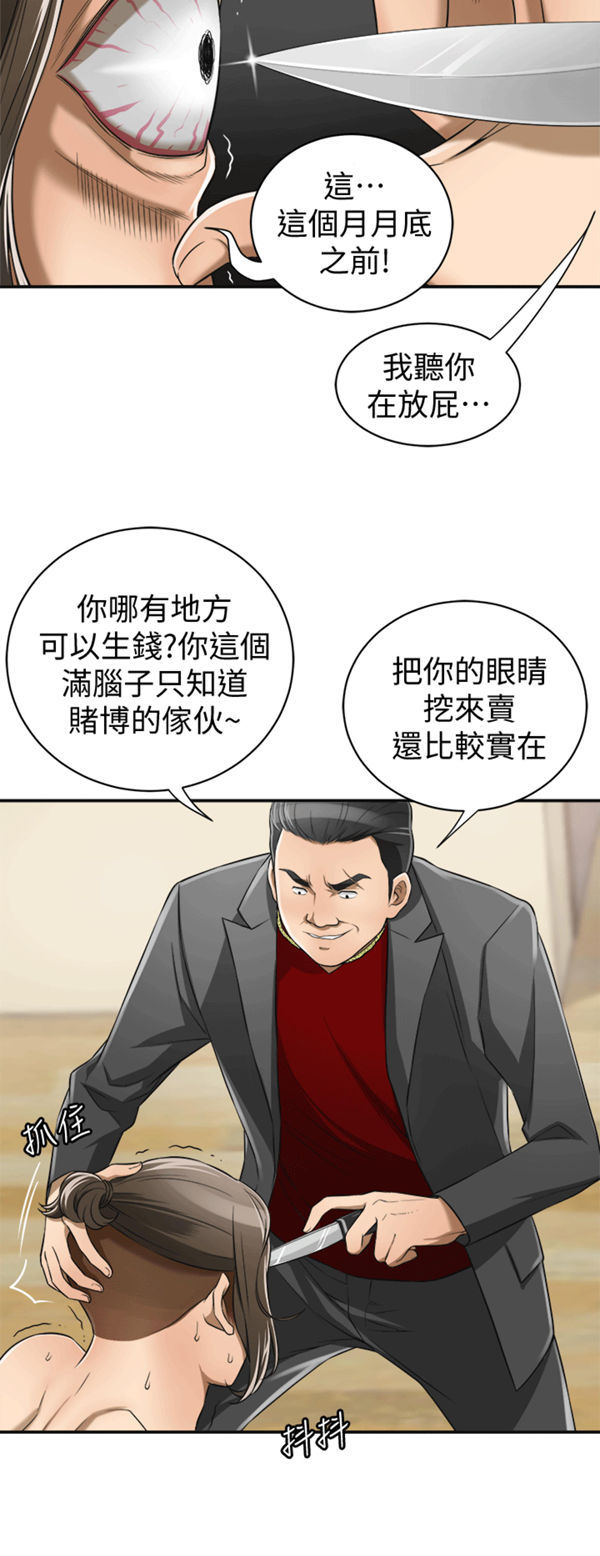 這⋯
這個月月底
之前!
我聽你
在放屁⋯
你哪有地方
可以生錢?你這個
滿腦子只知道
賭博的傢伙~
把你的眼睛
挖來賣
還比較實在
抓住
抖抖